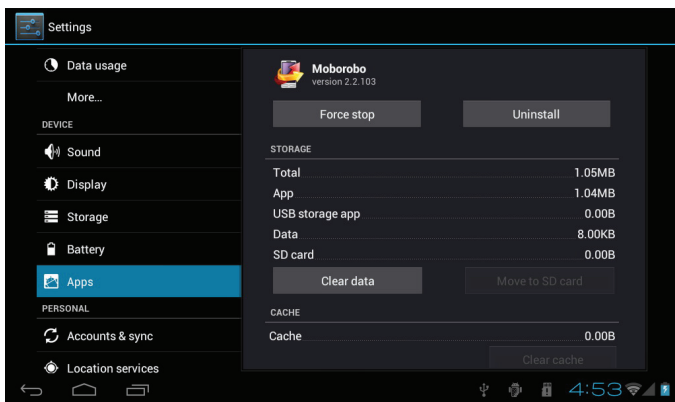 Settings
Data usage
More...
DEVICE
Sound
Display
Storage
Battery
Apps
PERSONAL
Accounts & sync
Location services
Moborobo
version 2.2.103
Force stop
Uninstall
STORAGE
Total 1.05MB
App 1.04MB
USB storage app 0.00B
Data 8.00KB
SD card 0.00B
Clear data
Move to SD card
CACHE
Cache 0.00B
Clear cache
4:53